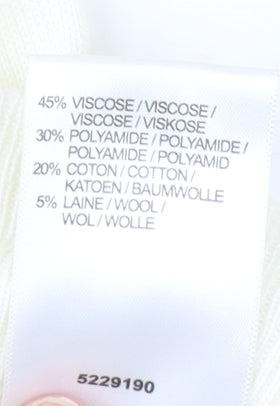 45% VISCOSE / VISCOSE /
VISCOSE / VISKOSE
30% POLYAMIDE / POLYAMIDE /
POLYAMIDE / POLYAMID
20% COTON / COTTON /
KATOEN / BAUMWOLLE
5% LAINE / WOOL /
WOL / WOLLE
5229190